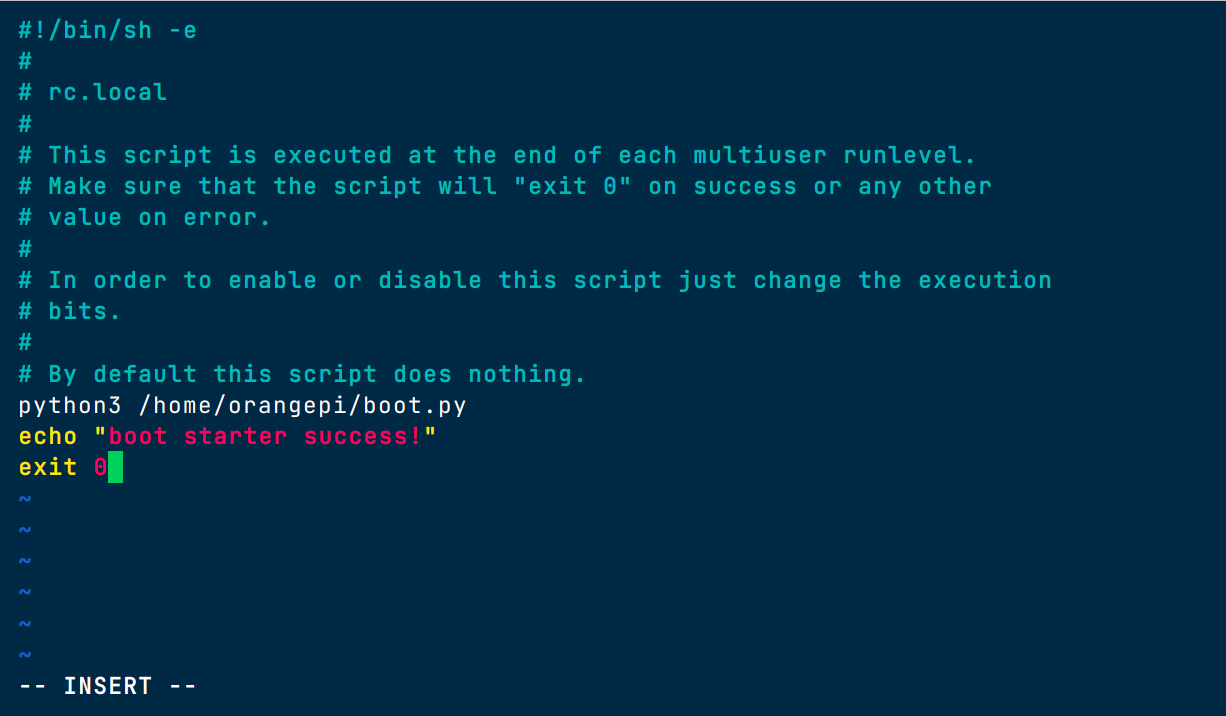 #!/bin/sh -e
#
# rc.local
#
# This script is executed at the end of each multiuser runlevel.
# Make sure that the script will "exit 0" on success or any other
# value on error.
#
# In order to enable or disable this script just change the execution
# bits.
#
# By default this script does nothing.
python3 /home/orangepi/boot.py
echo "boot starter success!"
exit 0
~
~
~
~
~
~
-- INSERT --